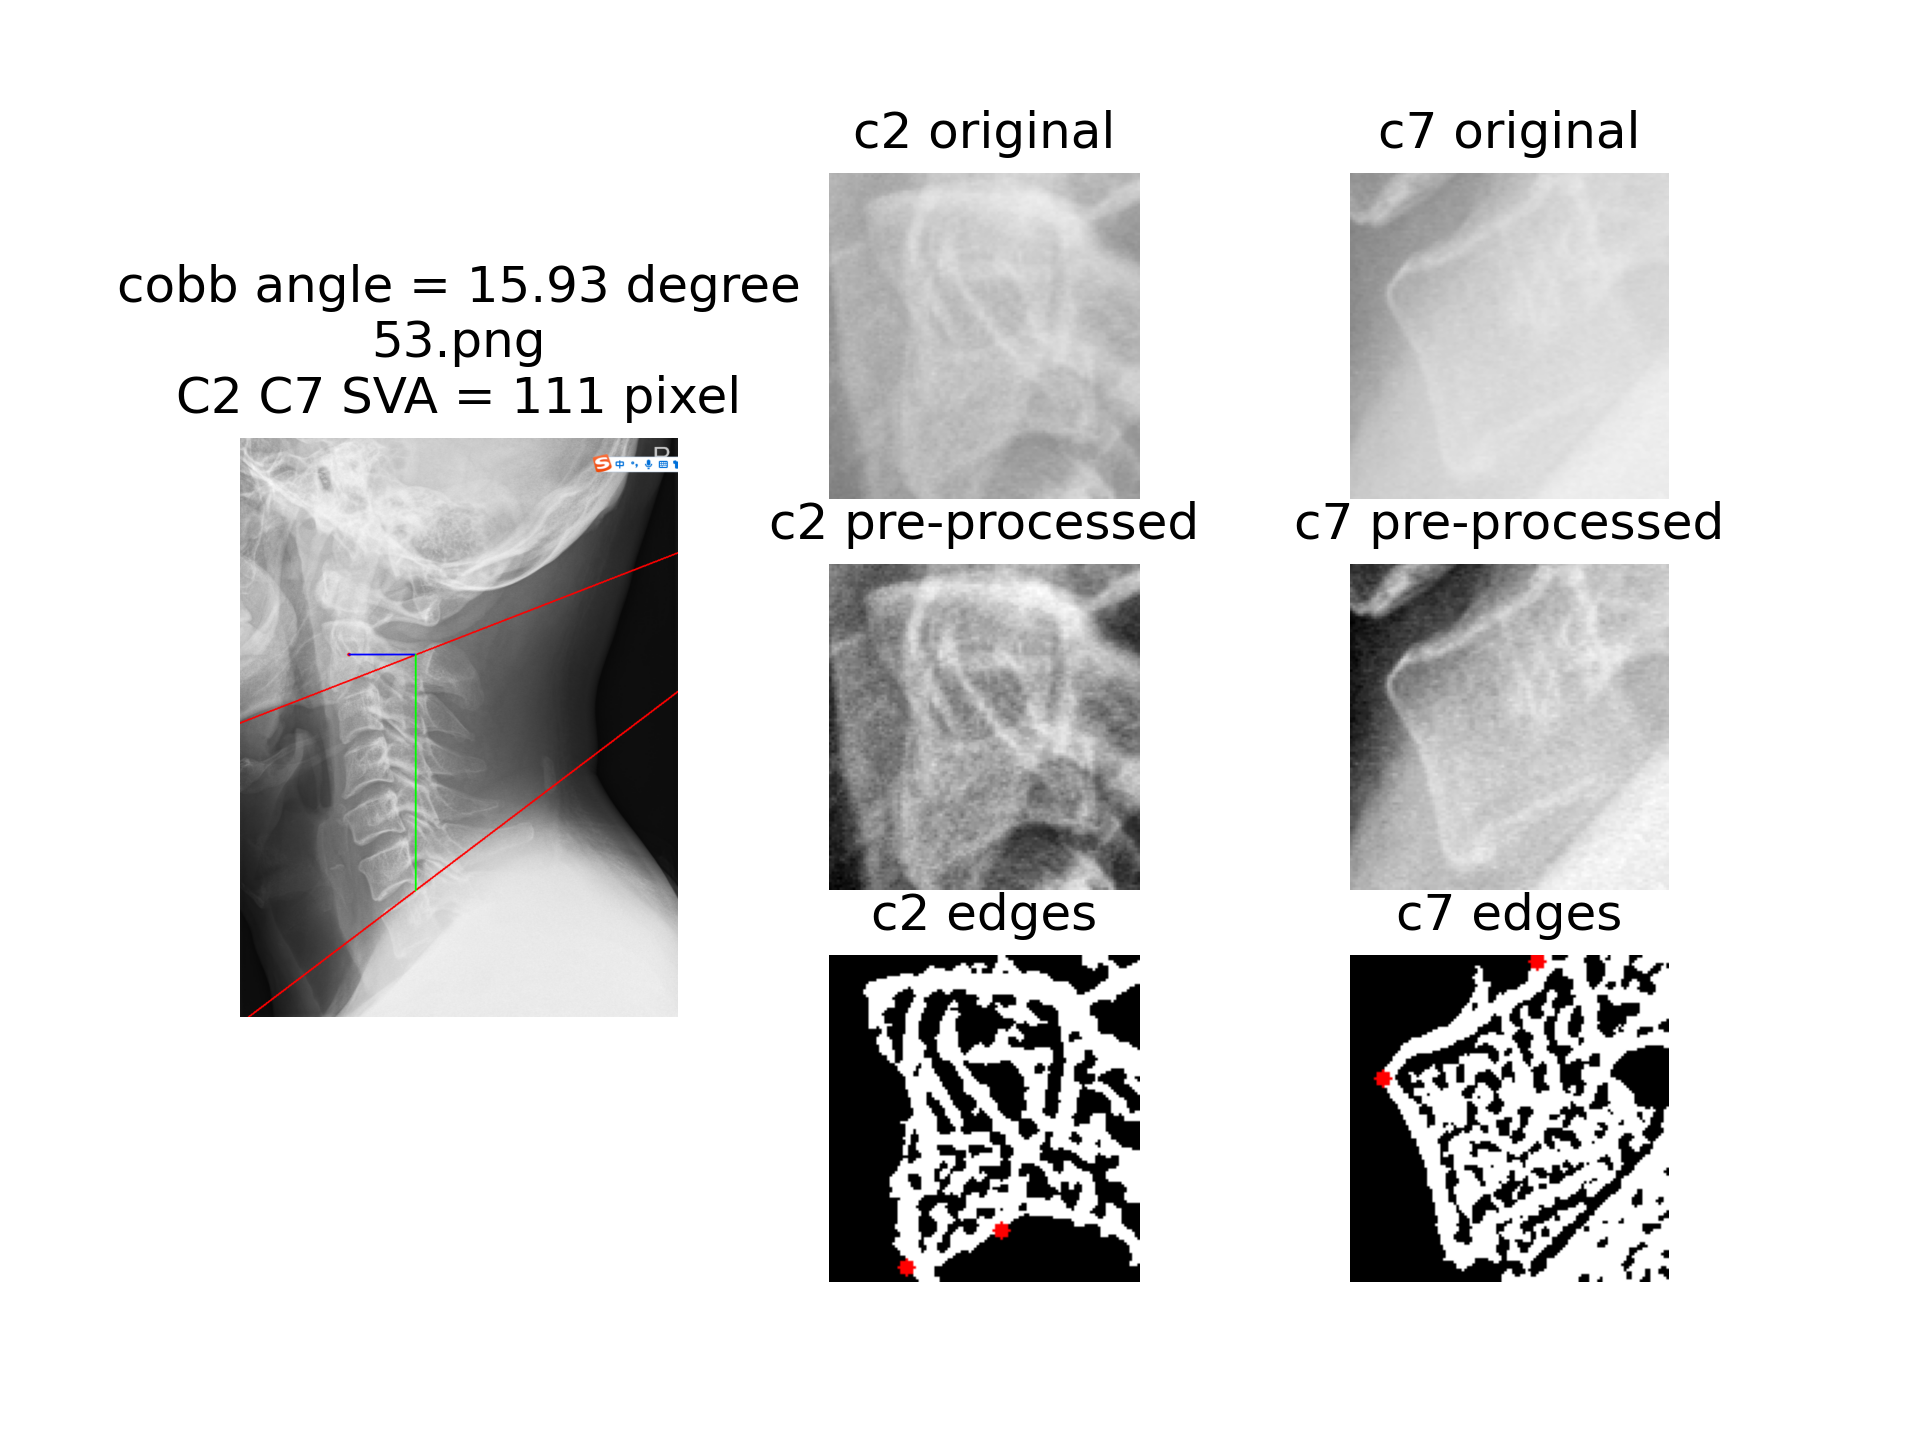 cobb angle = 15.93 degree
53.png
C2 C7 SVA = 111 pixel
中
c2 original
c7 original
c2 pre-processed
c7 pre-processed
c2 edges
c7 edges